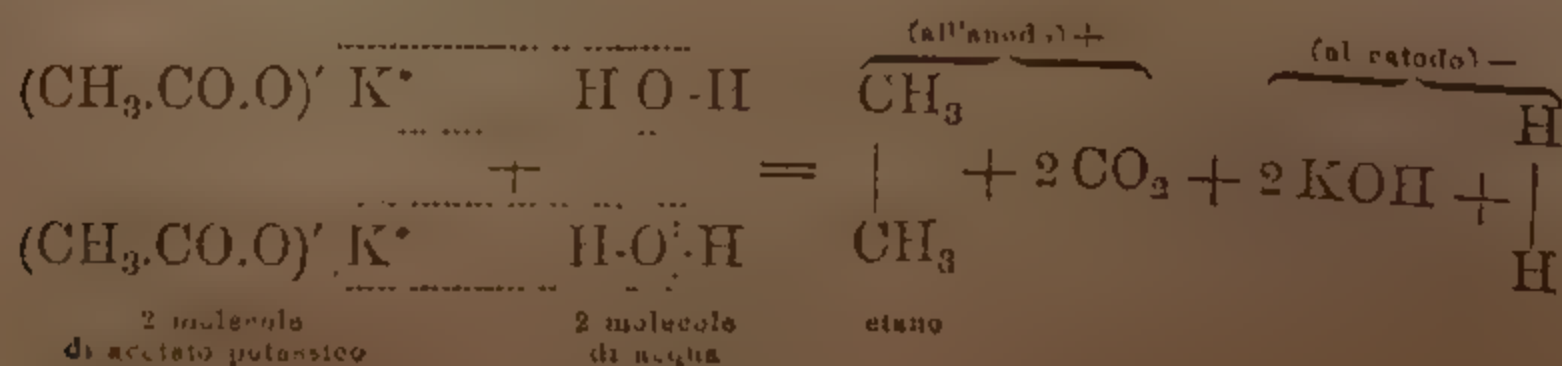 (all'anodo) +
(al catodo) —
(CH₃.CO.O)′ K• H O-H CH₃ H
+ = | + 2 CO₂ + 2 KOH + |
(CH₃.CO.O)′ K• H-O-H CH₃ H
2 molecole 2 molecole etano
di acetato potassico di acqua